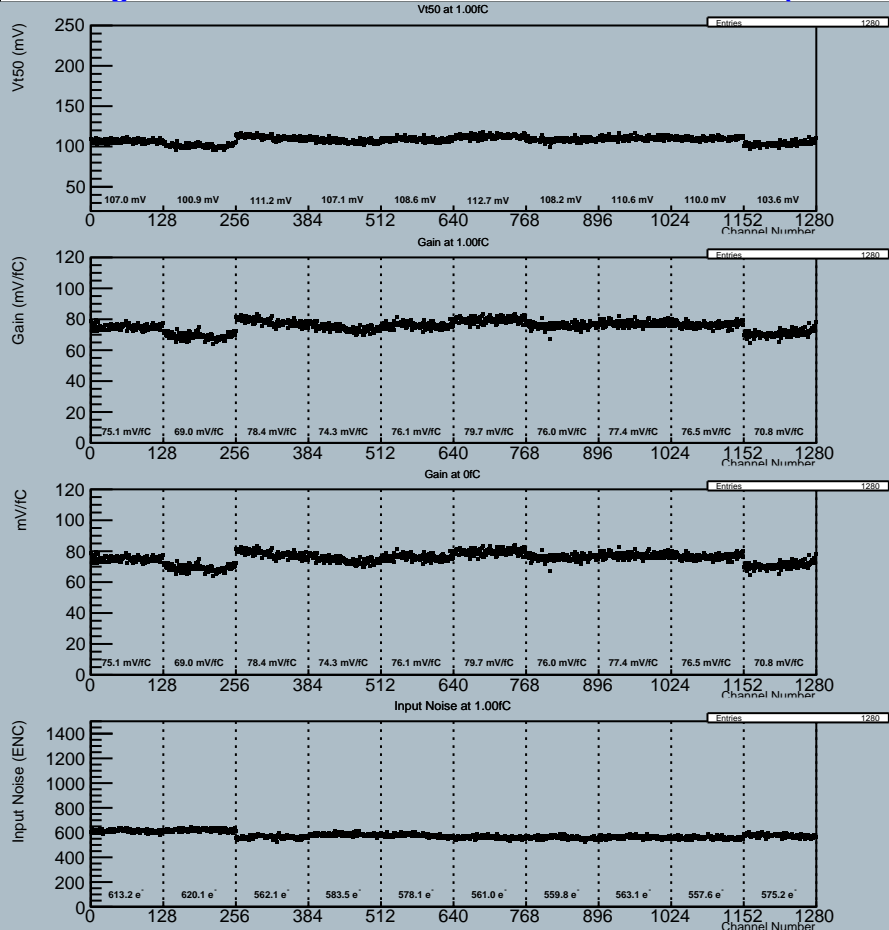 Vt50 at 1.00fC
Entries 1280
Vt50 (mV)
250
200
150
100
50
107.0 mV 100.9 mV 111.2 mV 107.1 mV 108.6 mV 112.7 mV 108.2 mV 110.6 mV 110.0 mV 103.6 mV
0 128 256 384 512 640 768 896 1024 1152 1280
Channel Number
Gain at 1.00fC
Entries 1280
Gain (mV/fC)
120
100
80
60
40
20
0
75.1 mV/fC 69.0 mV/fC 78.4 mV/fC 74.3 mV/fC 76.1 mV/fC 79.7 mV/fC 76.0 mV/fC 77.4 mV/fC 76.5 mV/fC 70.8 mV/fC
0 128 256 384 512 640 768 896 1024 1152 1280
Channel Number
Gain at 0fC
Entries 1280
mV/fC
120
100
80
60
40
20
0
75.1 mV/fC 69.0 mV/fC 78.4 mV/fC 74.3 mV/fC 76.1 mV/fC 79.7 mV/fC 76.0 mV/fC 77.4 mV/fC 76.5 mV/fC 70.8 mV/fC
0 128 256 384 512 640 768 896 1024 1152 1280
Channel Number
Input Noise at 1.00fC
Entries 1280
Input Noise (ENC)
1400
1200
1000
800
600
400
200
0
613.2 e⁻ 620.1 e⁻ 562.1 e⁻ 583.5 e⁻ 578.1 e⁻ 561.0 e⁻ 559.8 e⁻ 563.1 e⁻ 557.6 e⁻ 575.2 e⁻
0 128 256 384 512 640 768 896 1024 1152 1280
Channel Number